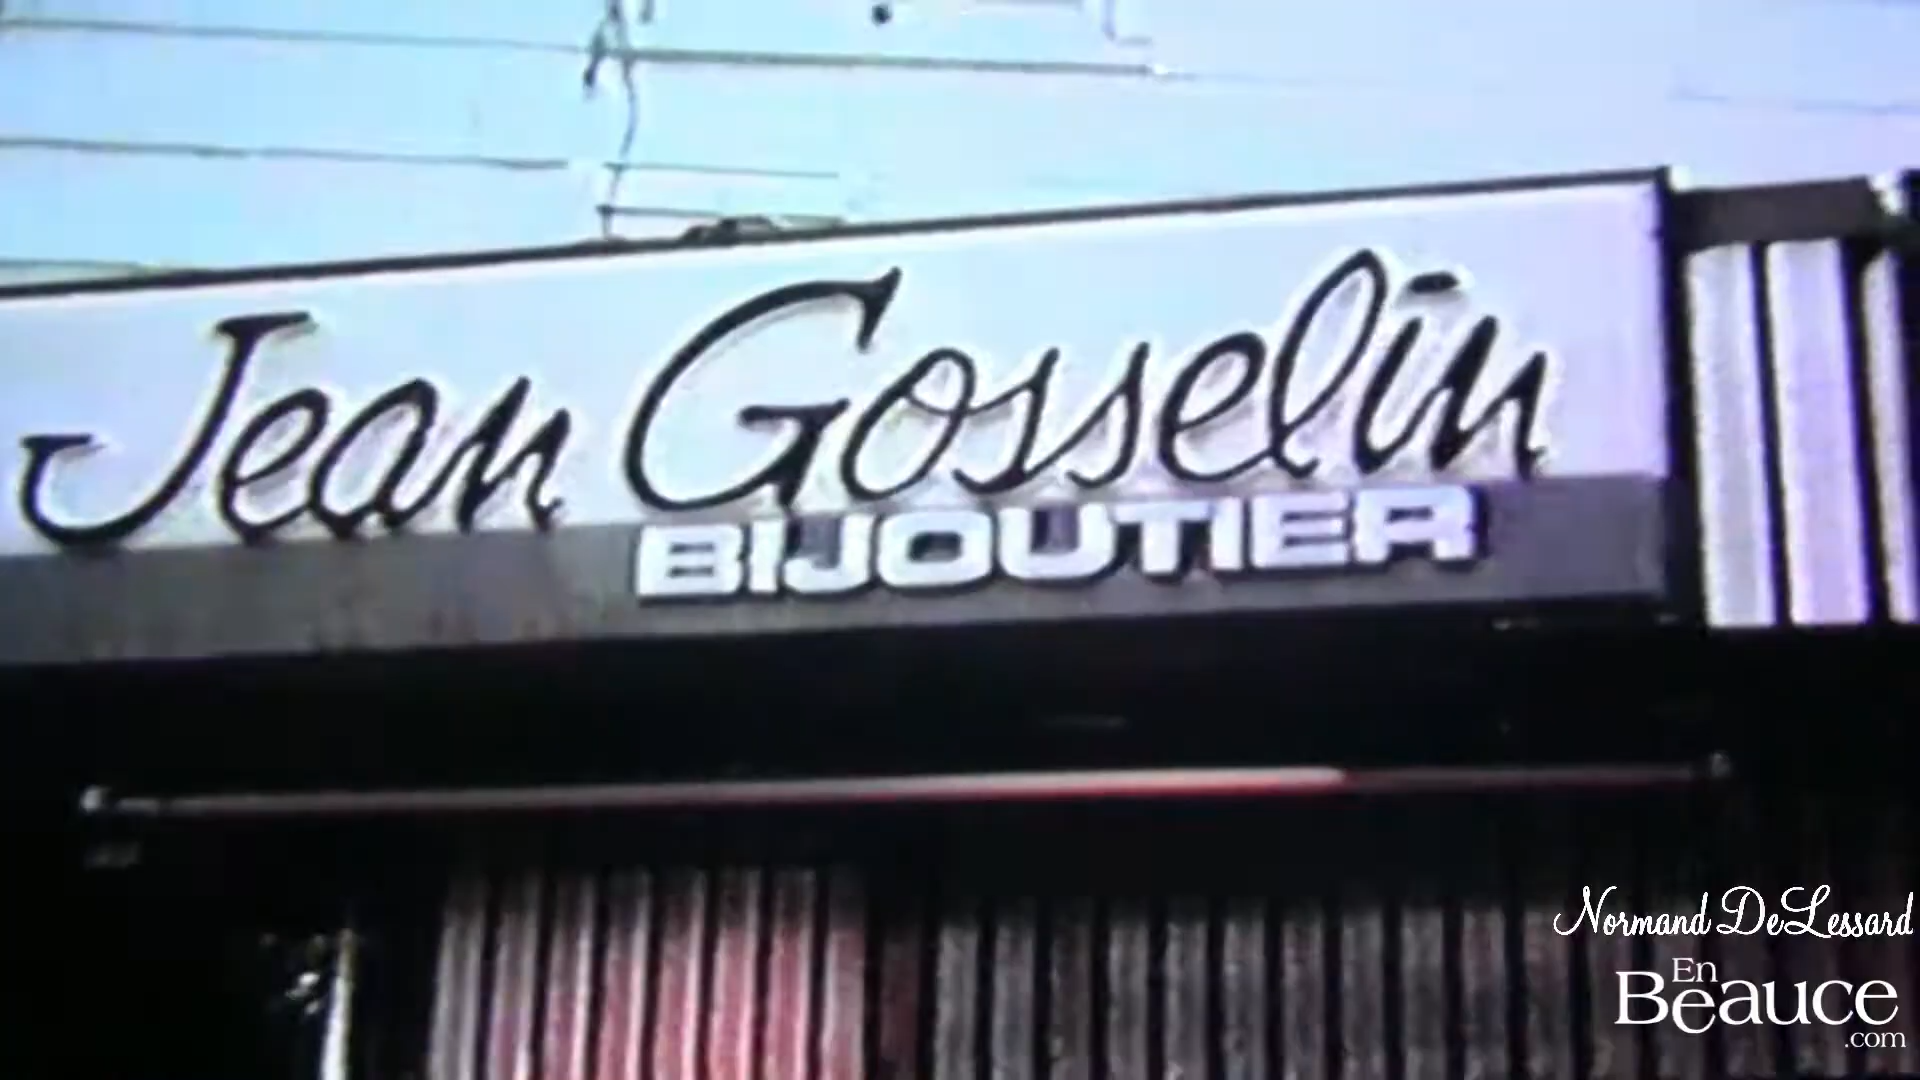 Jean Gosselin
BIJOUTIER
Normand DeLessard
En
Beauce
.com